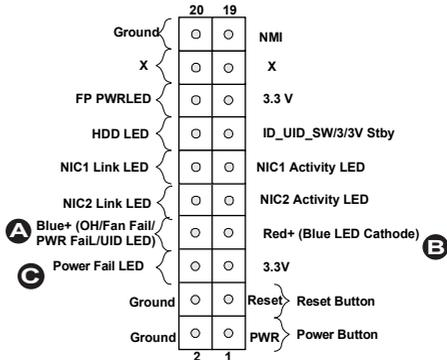 20 19
Ground NMI
X X
FP PWRLED 3.3 V
HDD LED ID_UID_SW/3/3V Stby
NIC1 Link LED NIC1 Activity LED
NIC2 Link LED NIC2 Activity LED
A Blue+ (OH/Fan Fail/
PWR FaiL/UID LED) Red+ (Blue LED Cathode) B
C Power Fail LED 3.3V
Ground Reset Reset Button
Ground PWR Power Button
2 1